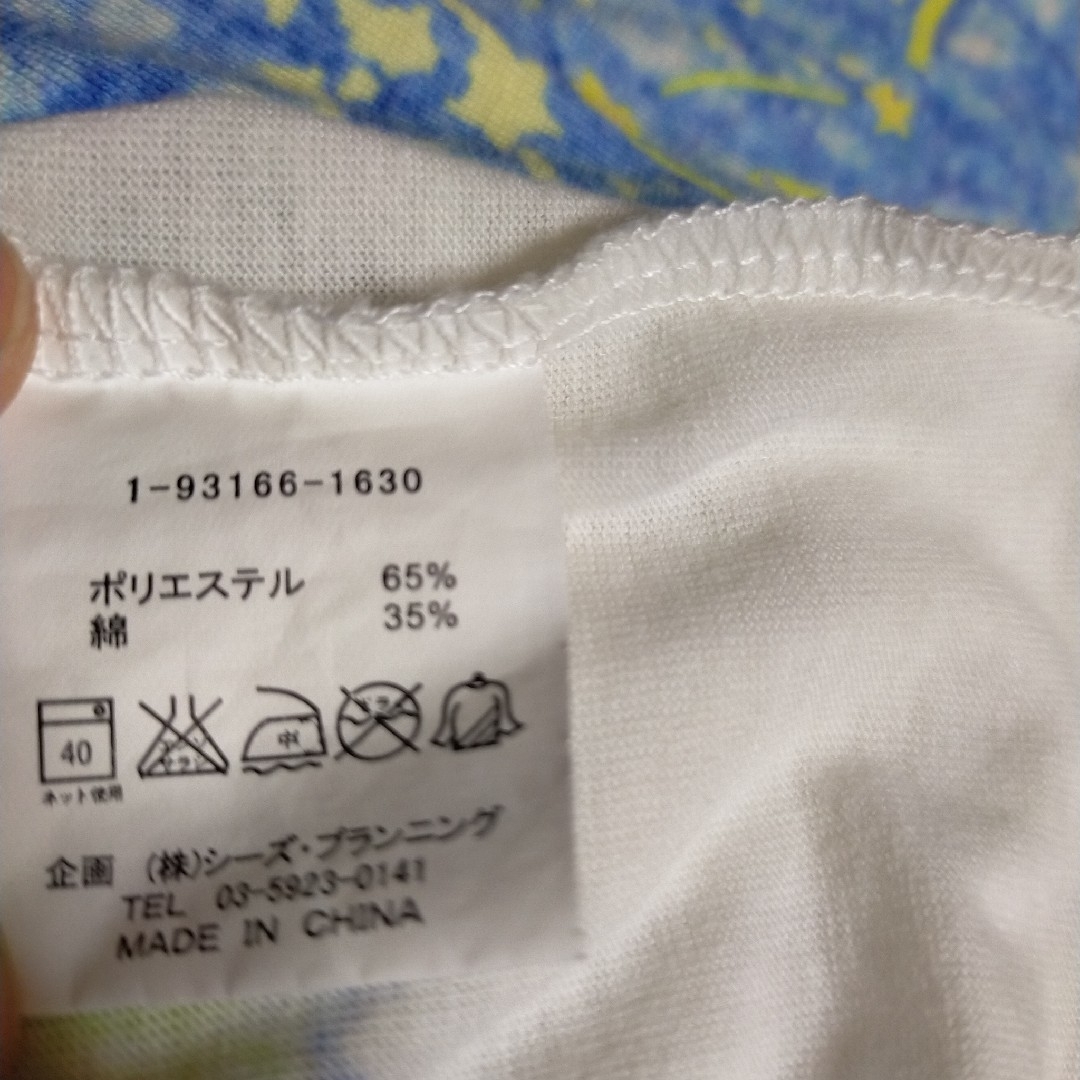 1-93166-1630
ポリエステル 65%
綿 35%
40
中
ネット使用
企画 (株)シーズ・プランニング
TEL 03-5923-0141
MADE IN CHINA